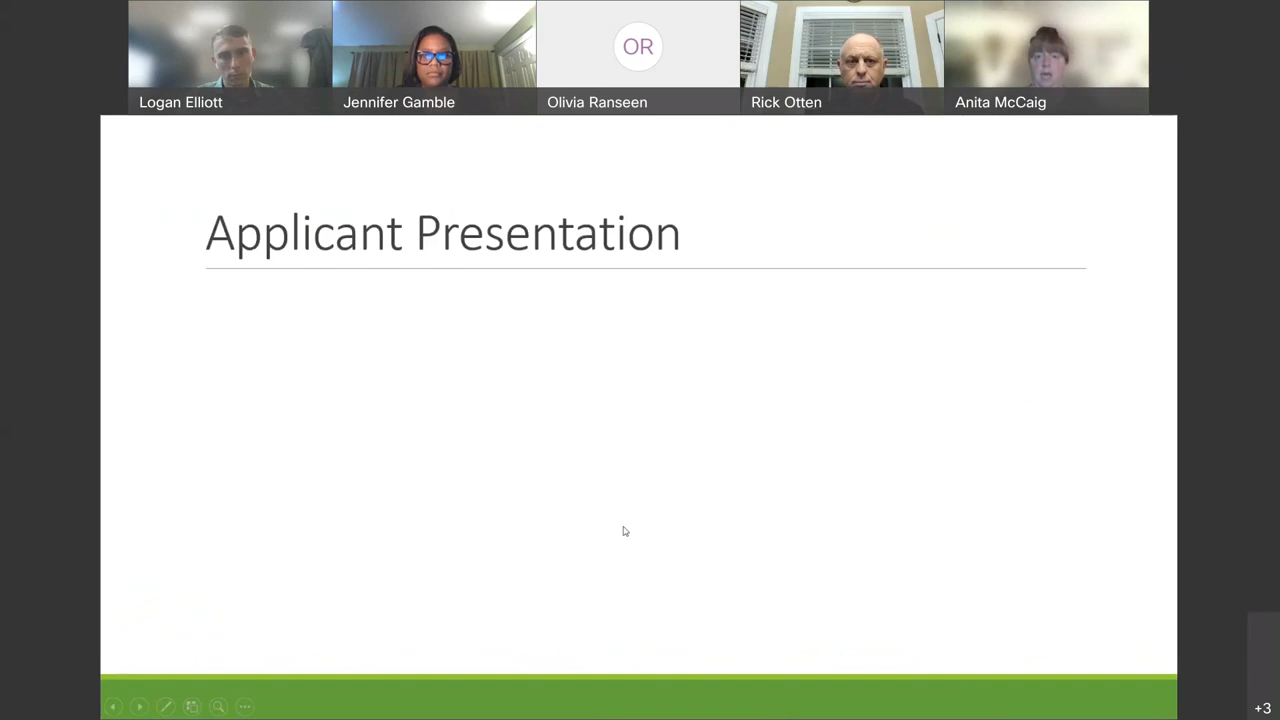 Logan Elliott
Jennifer Gamble
OR
Olivia Ranseen
Rick Otten
Anita McCaig
Applicant Presentation
+3